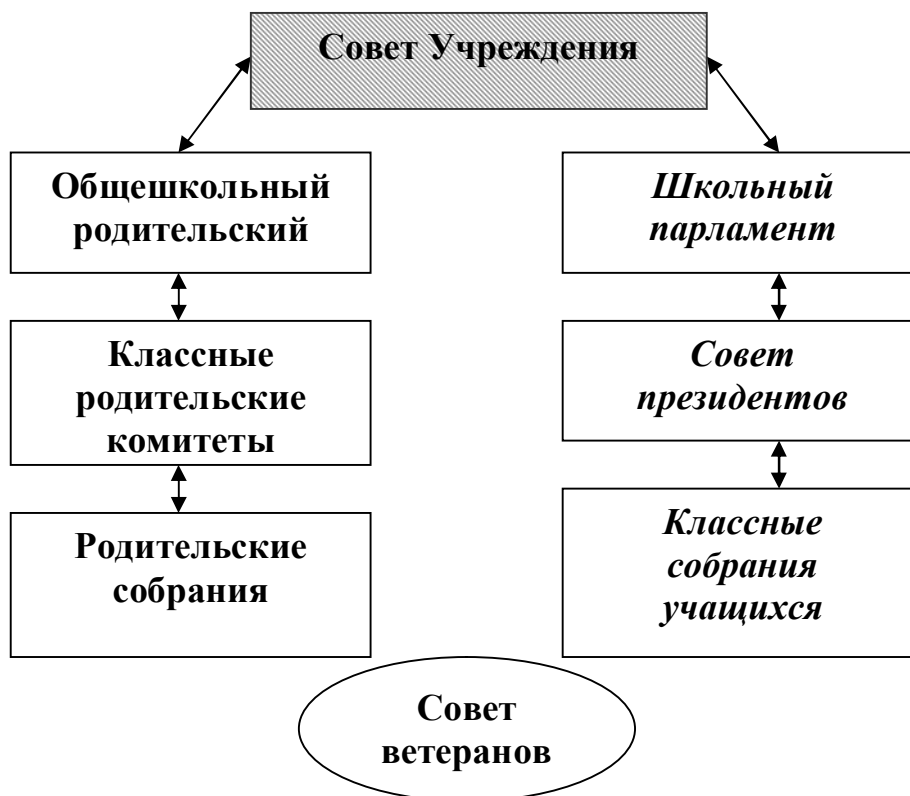 Совет Учреждения
Общешкольный
родительский
Школьный
парламент
Классные
родительские
комитеты
Совет
президентов
Родительские
собрания
Классные
собрания
учащихся
Совет
ветеранов